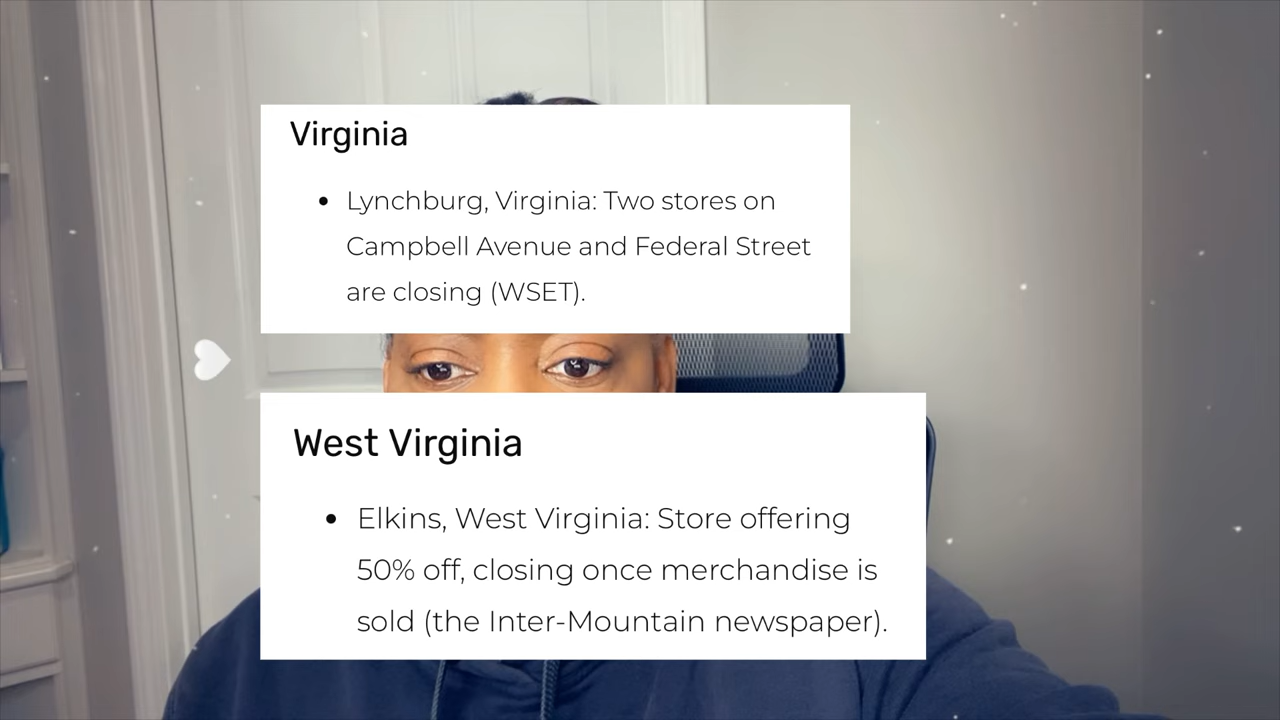 Virginia
Lynchburg, Virginia: Two stores on
Campbell Avenue and Federal Street
are closing (WSET).
West Virginia
Elkins, West Virginia: Store offering
50% off, closing once merchandise is
sold (the Inter-Mountain newspaper).